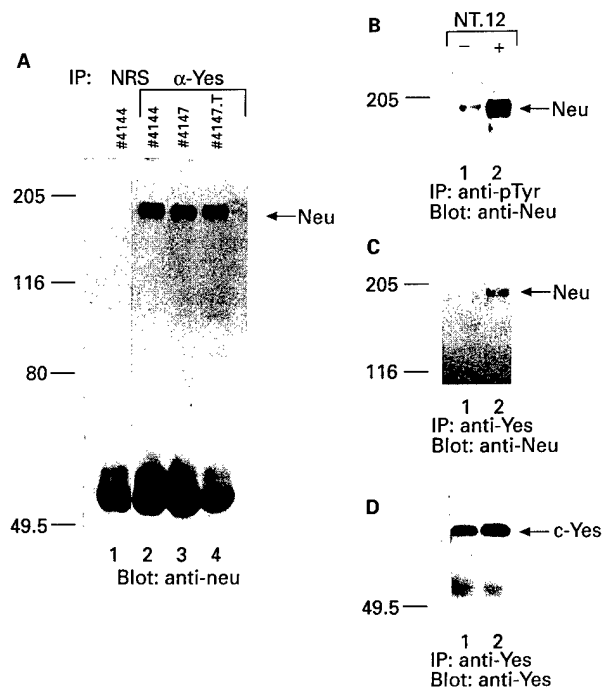 A
IP: NRS α-Yes
#4144 #4144 #4147 #4147.T
205
Neu
116
80
49.5
1 2 3 4
Blot: anti-neu
B
NT.12
– +
205
Neu
1 2
IP: anti-pTyr
Blot: anti-Neu
C
205
Neu
116
1 2
IP: anti-Yes
Blot: anti-Neu
D
c-Yes
49.5
1 2
IP: anti-Yes
Blot: anti-Yes